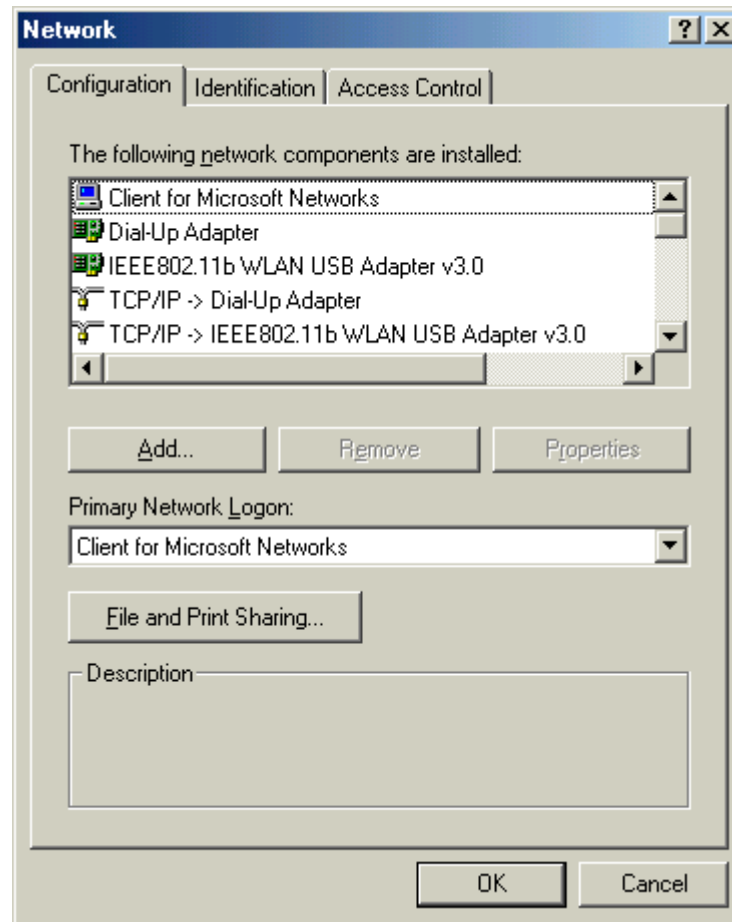 Network
Configuration Identification Access Control
The following network components are installed:
Client for Microsoft Networks
Dial-Up Adapter
IEEE802.11b WLAN USB Adapter v3.0
TCP/IP -> Dial-Up Adapter
TCP/IP -> IEEE802.11b WLAN USB Adapter v3.0
Add... Remove Properties
Primary Network Logon:
Client for Microsoft Networks
File and Print Sharing...
Description
OK Cancel